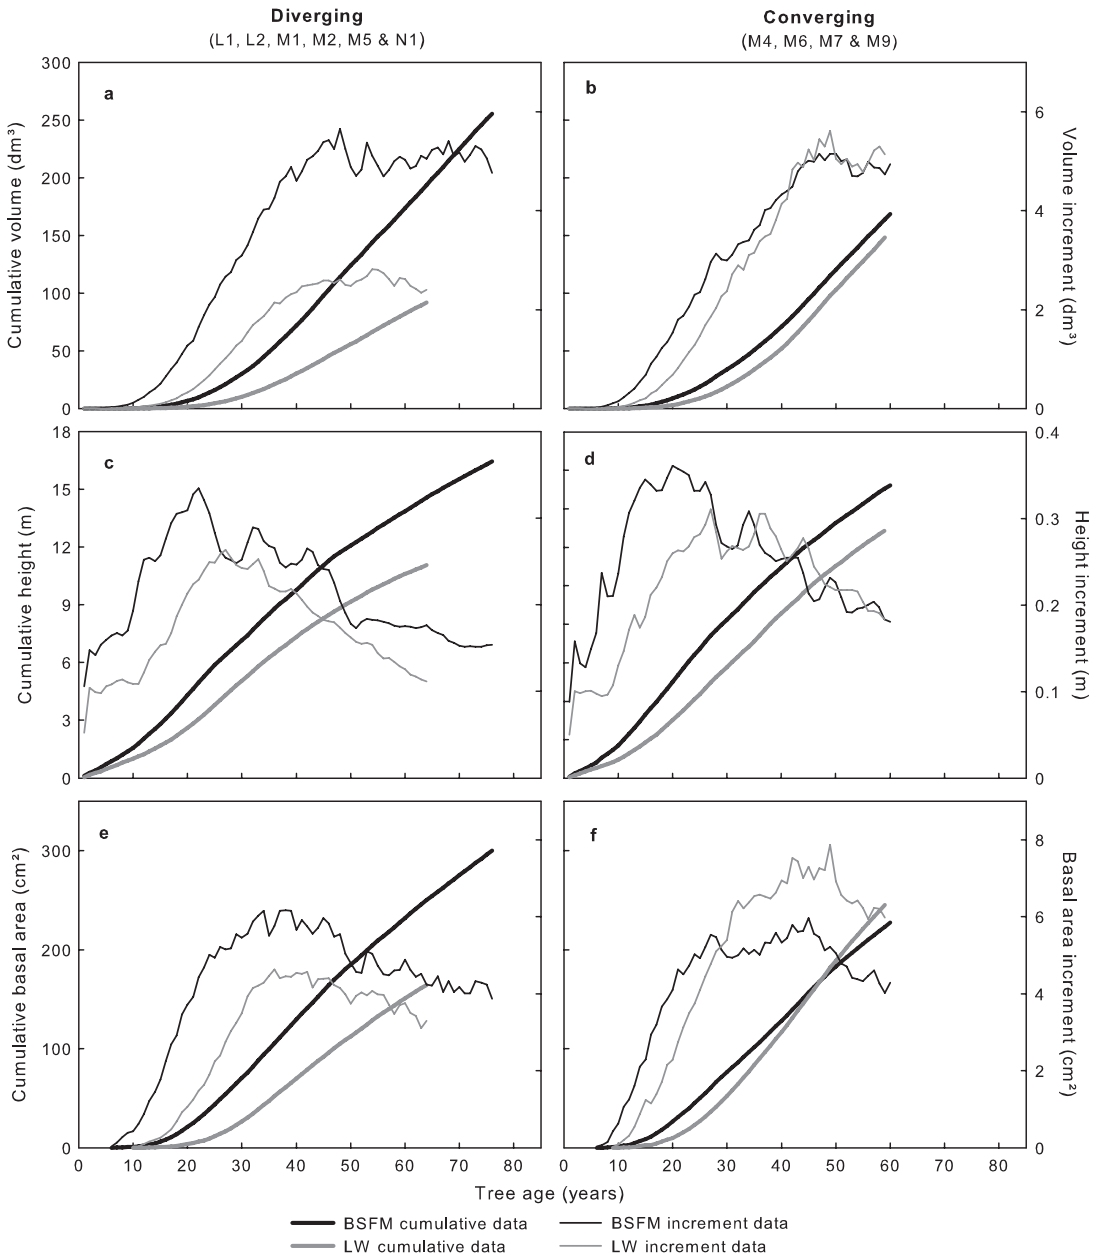 Diverging
(L1, L2, M1, M2, M5 & N1)
Converging
(M4, M6, M7 & M9)
a
300
250
200
150
100
50
0
Cumulative volume (dm³)
b
6
4
2
0
Volume increment (dm³)
c
18
15
12
9
6
3
0
Cumulative height (m)
d
0.4
0.3
0.2
0.1
0
Height increment (m)
e
300
200
100
0
Cumulative basal area (cm²)
f
8
6
4
2
0
Basal area increment (cm²)
0 10 20 30 40 50 60 70 80
0 10 20 30 40 50 60 70 80
Tree age (years)
BSFM cumulative data
BSFM increment data
LW cumulative data
LW increment data